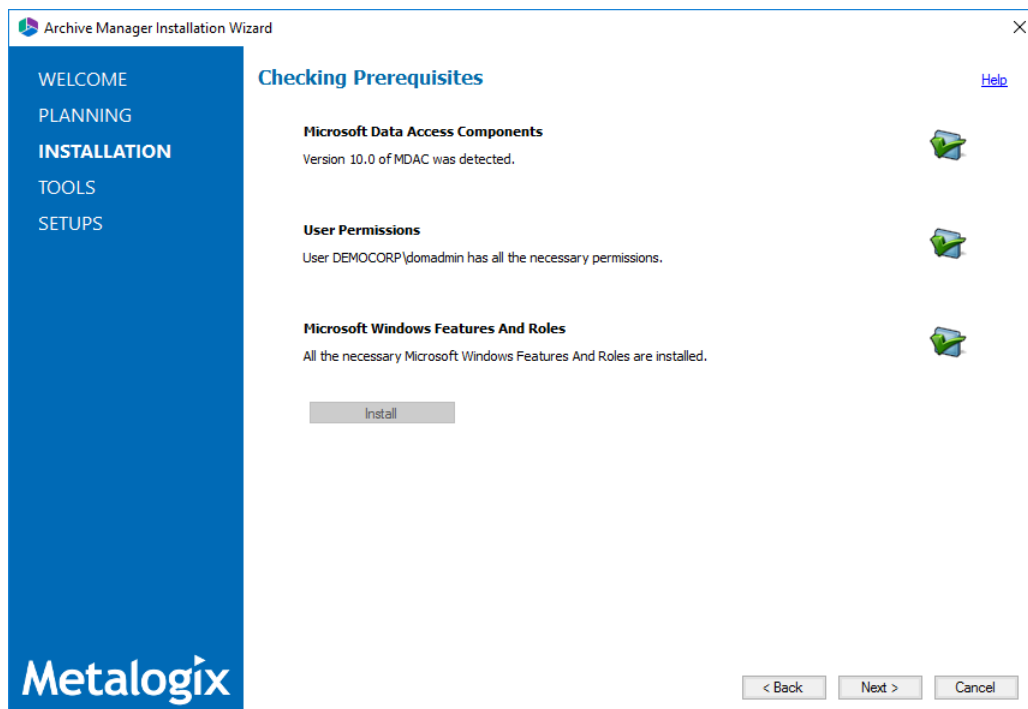 Archive Manager Installation Wizard
WELCOME
PLANNING
INSTALLATION
TOOLS
SETUPS
Checking Prerequisites
Help
Microsoft Data Access Components
Version 10.0 of MDAC was detected.
User Permissions
User DEMOCORP\domadmin has all the necessary permissions.
Microsoft Windows Features And Roles
All the necessary Microsoft Windows Features And Roles are installed.
Install
Metalogix
< Back
Next >
Cancel